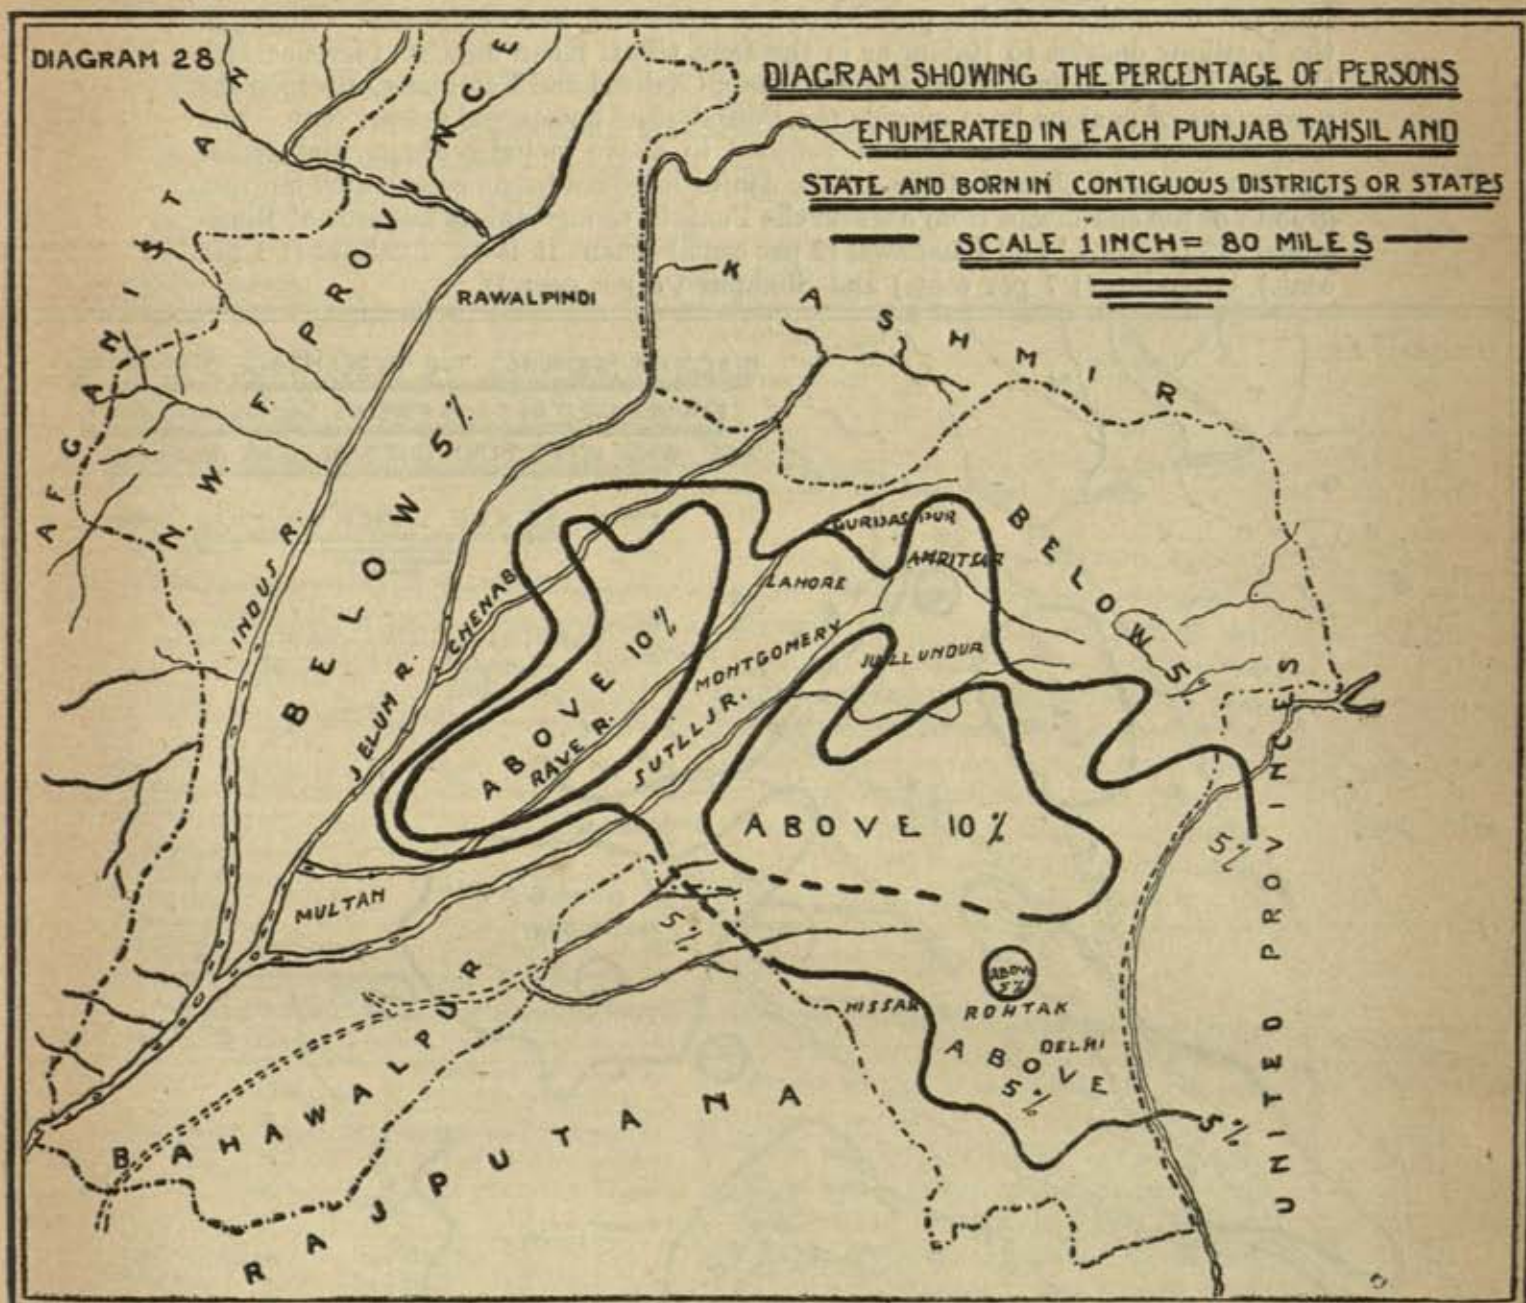 DIAGRAM 28
DIAGRAM SHOWING THE PERCENTAGE OF PERSONS
ENUMERATED IN EACH PUNJAB TAHSIL AND
STATE AND BORN IN CONTIGUOUS DISTRICTS OR STATES
SCALE 1 INCH = 80 MILES
AFGANISTAN
N. W. F. PROVNCE
KASHMIR
RAWALPINDI
BELOW 5%
INDUS R.
JELUM R.
CHENAB
GURDASPUR
AMRITSAR
LAHORE
BELOW 5%
ABOVE 10%
RAVE R.
MONTGOMERY
SUTLLJ R.
JULLUNDUR
ABOVE 10%
5%
MULTAN
5%
ABOVE
5%
HISSAR
ROHTAK
DELHI
ABOVE
5%
5%
BAHAWALPUR
RAJPUTANA
UNITED PROVINCES